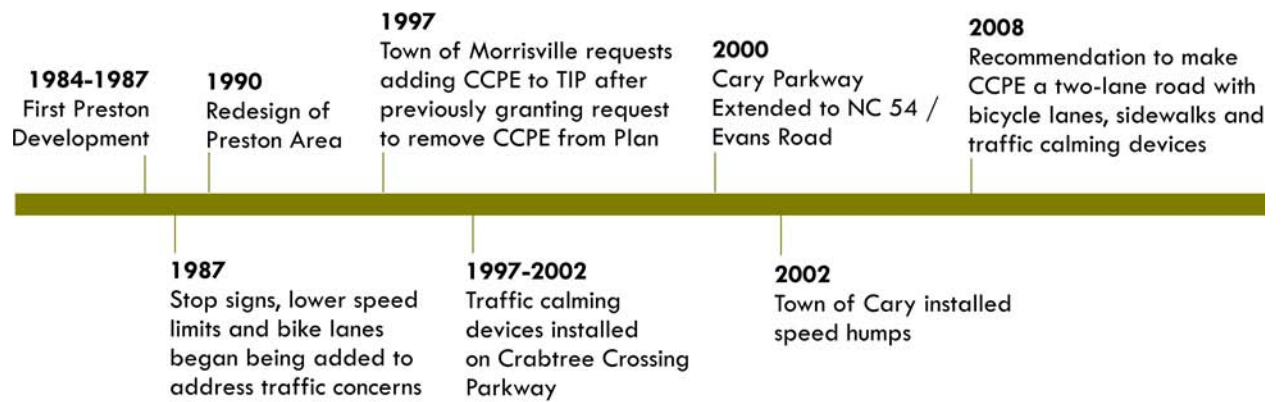 1984-1987
First Preston
Development
1990
Redesign of
Preston Area
1997
Town of Morrisville requests
adding CCPE to TIP after
previously granting request
to remove CCPE from Plan
2000
Cary Parkway
Extended to NC 54 /
Evans Road
2008
Recommendation to make
CCPE a two-lane road with
bicycle lanes, sidewalks and
traffic calming devices
1987
Stop signs, lower speed
limits and bike lanes
began being added to
address traffic concerns
1997-2002
Traffic calming
devices installed
on Crabtree Crossing
Parkway
2002
Town of Cary installed
speed humps